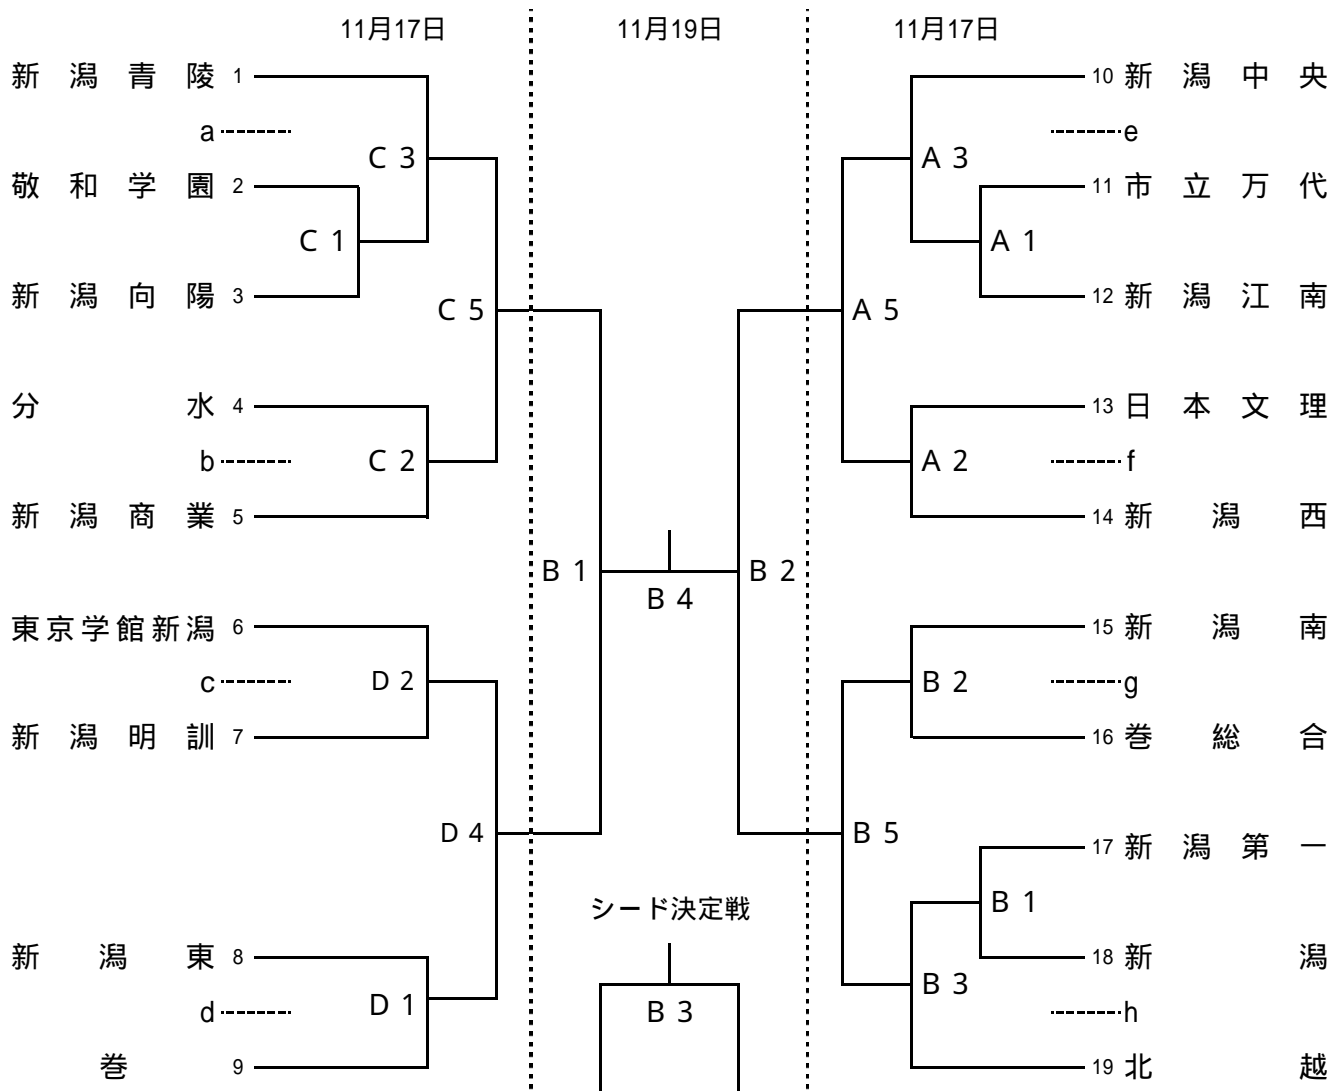 11月17日 11月19日 11月17日
新潟青陵 1 10 新潟中央
a e
C 3 A 3
敬和学園 2 11 市立万代
C 1 A 1
新潟向陽 3 12 新潟江南
C 5 A 5
分水 4 13 日本文理
b C 2 A 2 f
新潟商業 5 14 新潟西
B 1 B 2
B 4
東京学館新潟 6 15 新潟南
c D 2 B 2 g
新潟明訓 7 16 巻総合
D 4 B 5
17 新潟第一
シード決定戦 B 1
新潟東 8 18 新潟
B 3
d D 1 B 3 h
巻 9 19 北越